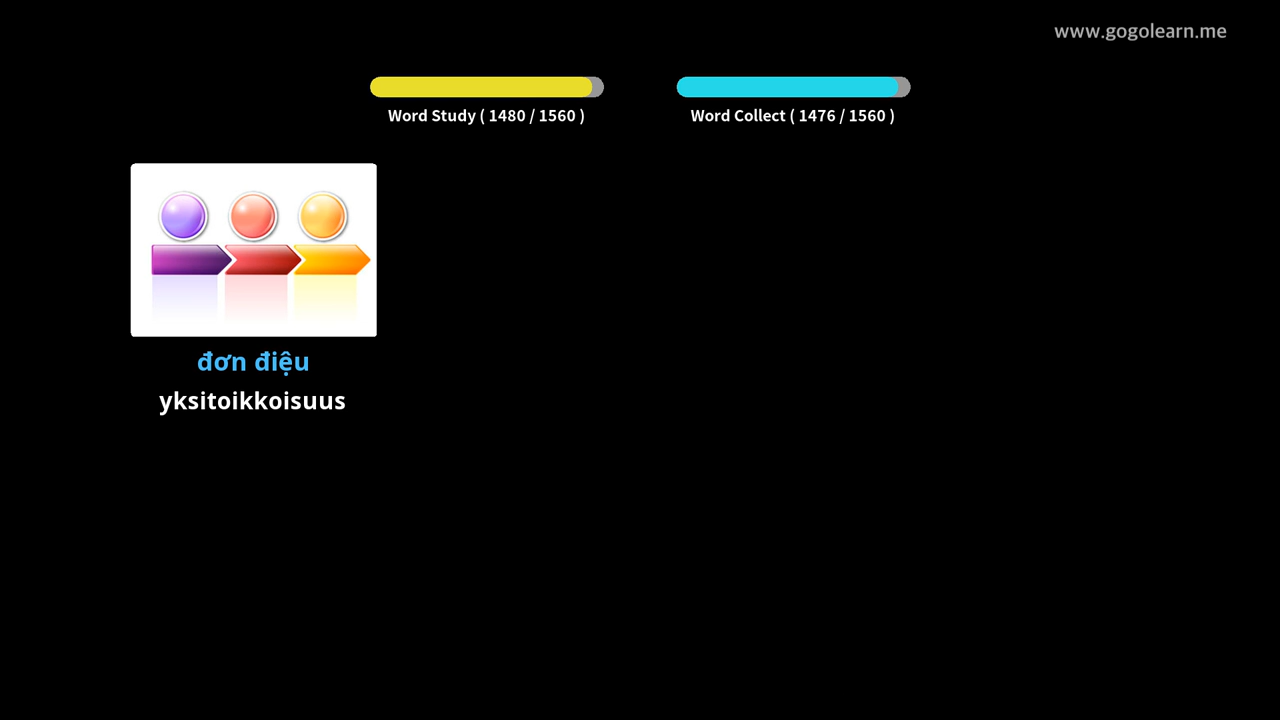 www.gogolearn.me
Word Study ( 1480 / 1560 )
Word Collect ( 1476 / 1560 )
đơn điệu
yksitoikkoisuus